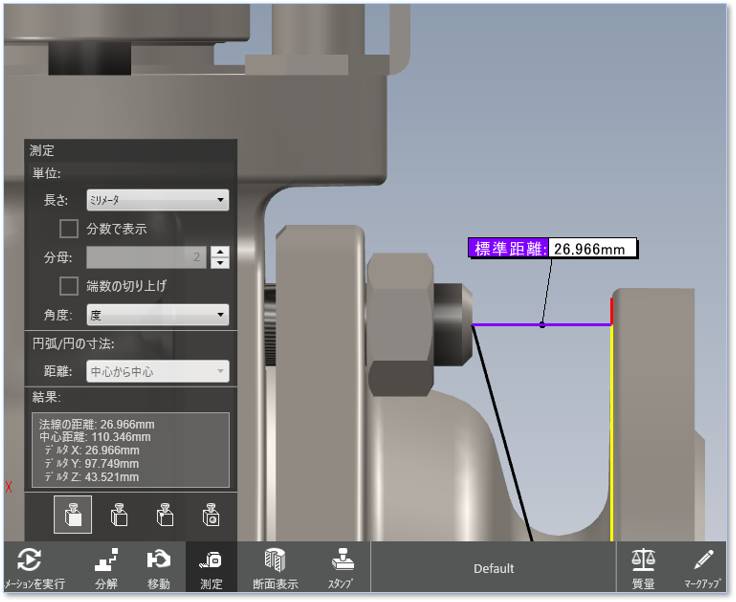 測定
単位:
長さ: ミリメータ
分数で表示
分母: 2
端数の切り上げ
角度: 度
円弧/円の寸法:
距離: 中心から中心
結果:
法線の距離: 26.966mm
中心距離: 110.346mm
デルタ X: 26.966mm
デルタ Y: 97.749mm
デルタ Z: 43.521mm
標準距離: 26.966mm
X
メーションを実行
分解
移動
測定
断面表示
スタンプ
Default
質量
マークアップ